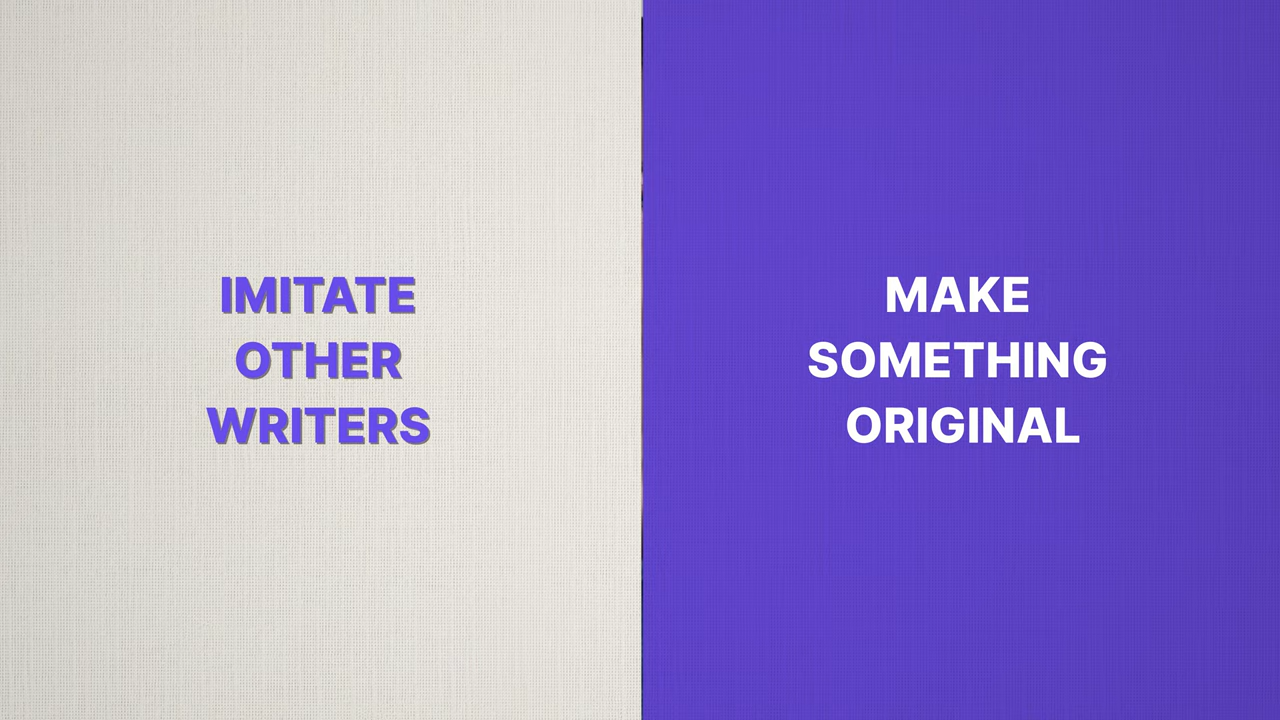 IMITATE
OTHER
WRITERS
MAKE
SOMETHING
ORIGINAL